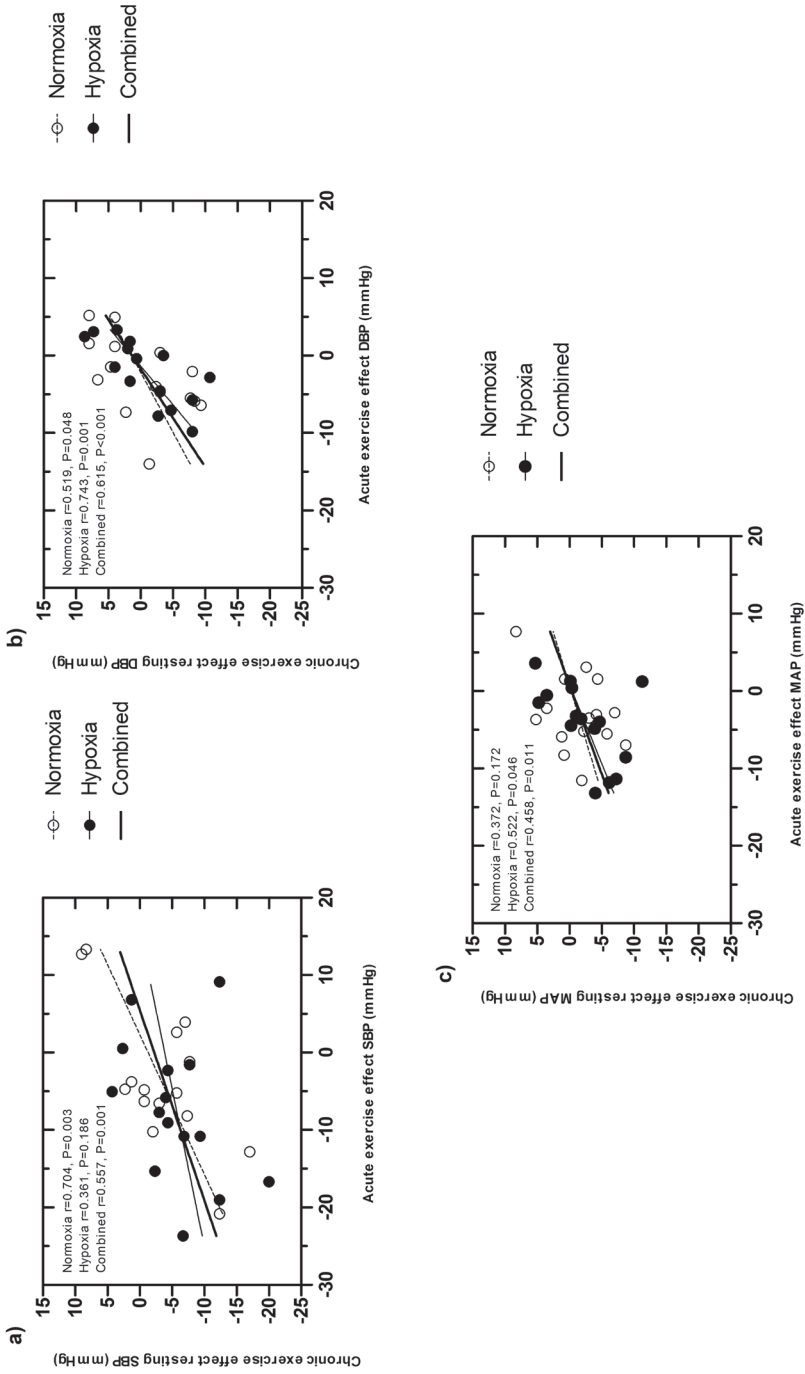 a)
Chronic exercise effect resting SBP (mmHg)
15
10
5
0
-5
-10
-15
-20
-25
Normoxia r=0.704, P=0.003
Hypoxia r=0.361, P=0.186
Combined r=0.557, P=0.001
-30 -20 -10 0 10 20
Acute exercise effect SBP (mmHg)
Normoxia
Hypoxia
Combined
b)
Chronic exercise effect resting DBP (mmHg)
15
10
5
0
-5
-10
-15
-20
-25
Normoxia r=0.519, P=0.048
Hypoxia r=0.743, P=0.001
Combined r=0.615, P<0.001
-30 -20 -10 0 10 20
Acute exercise effect DBP (mmHg)
Normoxia
Hypoxia
Combined
c)
Chronic exercise effect resting MAP (mmHg)
15
10
5
0
-5
-10
-15
-20
-25
Normoxia r=0.372, P=0.172
Hypoxia r=0.522, P=0.046
Combined r=0.458, P=0.011
-30 -20 -10 0 10 20
Acute exercise effect MAP (mmHg)
Normoxia
Hypoxia
Combined